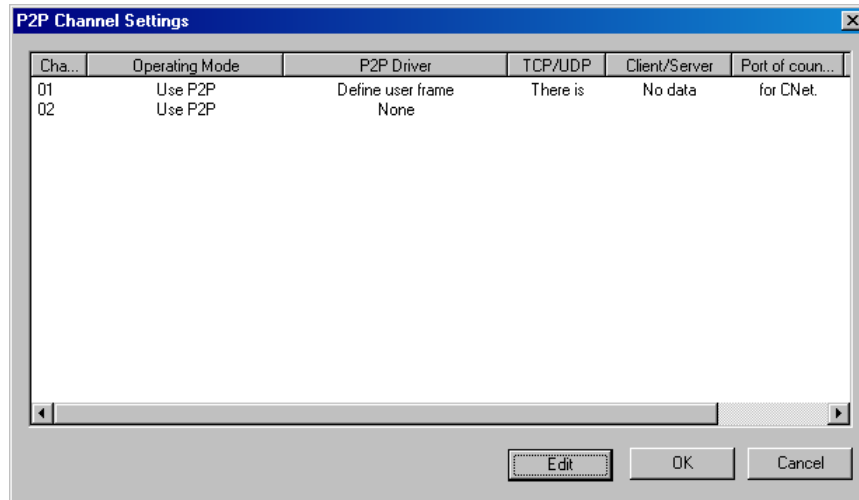 P2P Channel Settings
Cha... Operating Mode P2P Driver TCP/UDP Client/Server Port of coun...
01 Use P2P Define user frame There is No data for CNet.
02 Use P2P None
Edit OK Cancel